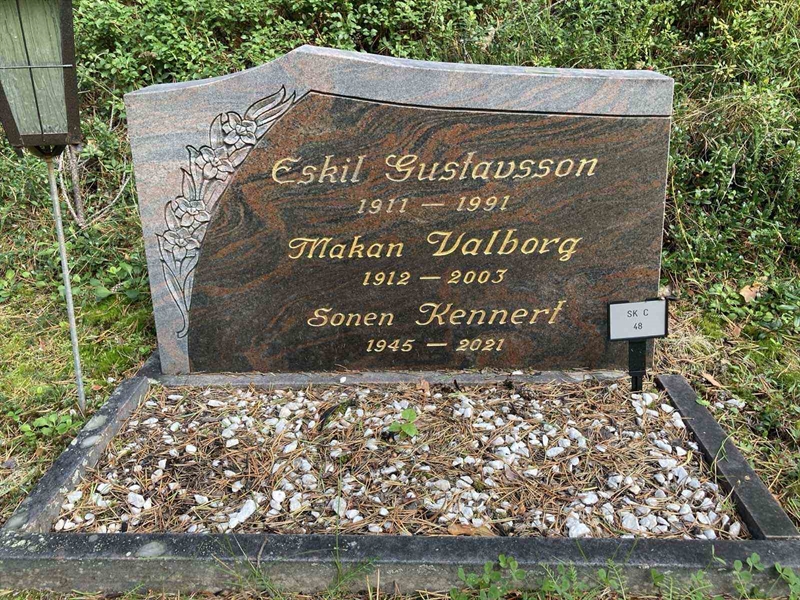 Eskil Gustavsson
1911 – 1991
Makan Valborg
1912 – 2003
Sonen Kennert
1945 – 2021
SK C
48